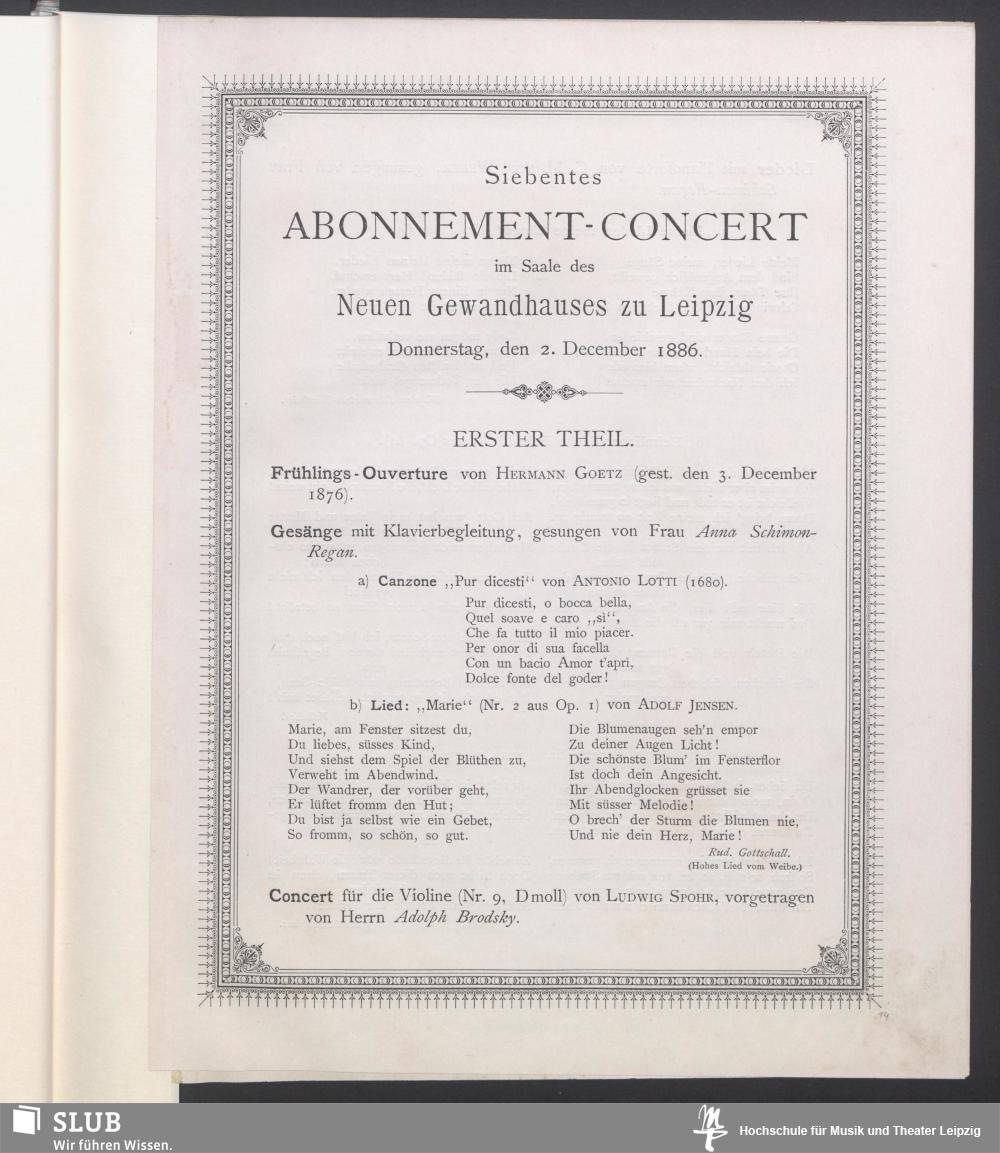 Siebentes
ABONNEMENT-CONCERT
im Saale des
Neuen Gewandhauses zu Leipzig
Donnerstag, den 2. December 1886.
ERSTER THEIL.
Frühlings-Ouverture von HERMANN GOETZ (gest. den 3. December
1876).
Gesänge mit Klavierbegleitung, gesungen von Frau Anna Schimon-
Regan.
a) Canzone ,,Pur dicesti‘‘ von ANTONIO LOTTI (1680).
Pur dicesti, o bocca bella,
Quel soave e caro ,,sì‘‘,
Che fa tutto il mio piacer.
Per onor di sua facella
Con un bacio Amor t'aprì,
Dolce fonte del goder!
b) Lied: ,,Marie‘‘ (Nr. 2 aus Op. 1) von ADOLF JENSEN.
Marie, am Fenster sitzest du,
Du liebes, süsses Kind,
Und siehst dem Spiel der Blüthen zu,
Verweht im Abendwind.
Der Wandrer, der vorüber geht,
Er lüftet fromm den Hut;
Du bist ja selbst wie ein Gebet,
So fromm, so schön, so gut.
Die Blumenaugen seh'n empor
Zu deiner Augen Licht!
Die schönste Blum' im Fensterflor
Ist doch dein Angesicht.
Ihr Abendglocken grüsset sie
Mit süsser Melodie!
O brech' der Sturm die Blumen nie,
Und nie dein Herz, Marie!
Rud. Gottschall.
(Hohes Lied vom Weibe.)
Concert für die Violine (Nr. 9, Dmoll) von LUDWIG SPOHR, vorgetragen
von Herrn Adolph Brodsky.
14
SLUB
Wir führen Wissen.
Hochschule für Musik und Theater Leipzig